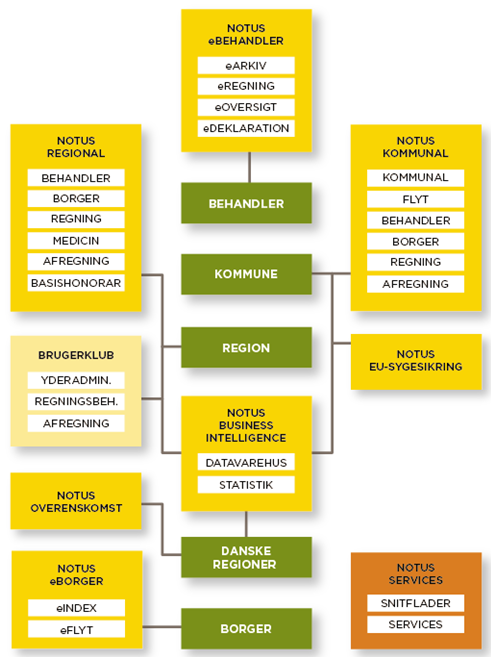 NOTUS
eBEHANDLER
eARKIV
eREGNING
eOVERSIGT
eDEKLARATION
NOTUS
REGIONAL
BEHANDLER
BORGER
REGNING
MEDICIN
AFREGNING
BASISHONORAR
NOTUS
KOMMUNAL
KOMMUNAL
FLYT
BEHANDLER
BORGER
REGNING
AFREGNING
BEHANDLER
KOMMUNE
REGION
BRUGERKLUB
YDERADMIN.
REGNINGSBEH.
AFREGNING
NOTUS
EU-SYGESIKRING
NOTUS
BUSINESS
INTELLIGENCE
DATAVAREHUS
STATISTIK
NOTUS
OVERENSKOMST
DANSKE
REGIONER
NOTUS
eBORGER
eINDEX
eFLYT
BORGER
NOTUS
SERVICES
SNITFLADER
SERVICES